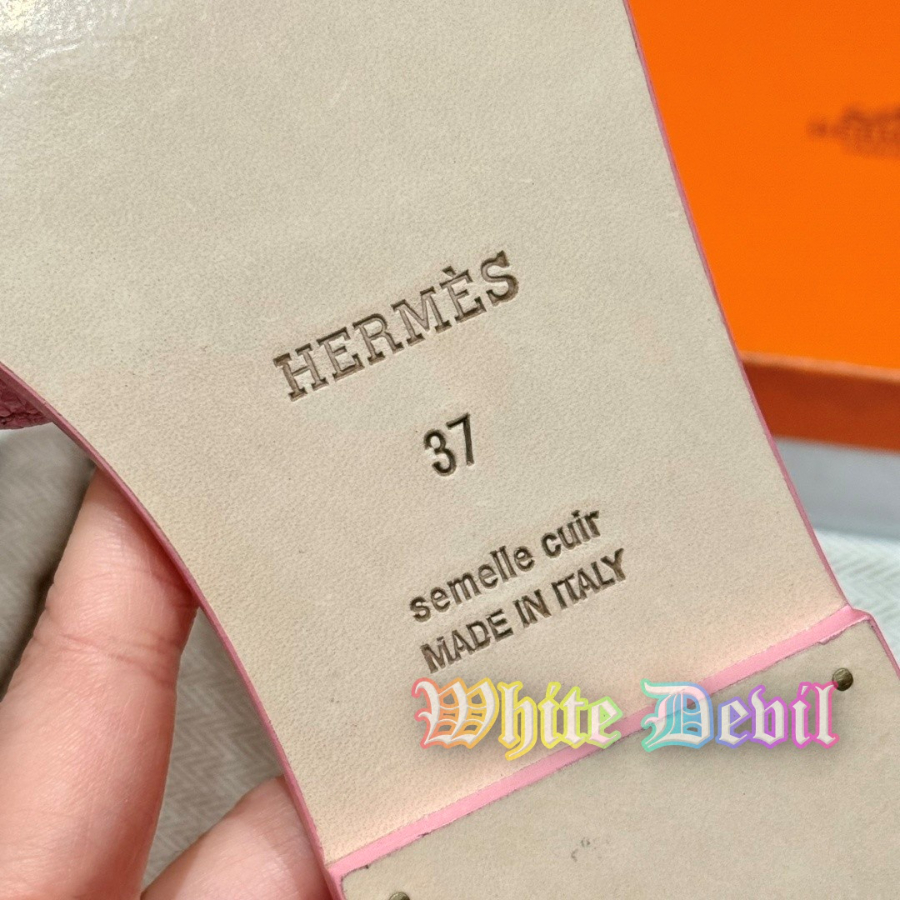 HERMÈS
37
semelle cuir
MADE IN ITALY
White Devil